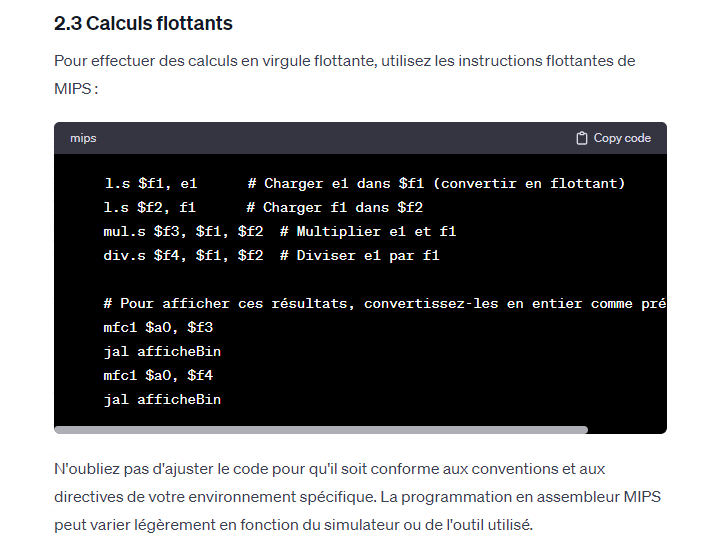 2.3 Calculs flottants
Pour effectuer des calculs en virgule flottante, utilisez les instructions flottantes de
MIPS :
mips
Copy code
l.s $f1, e1      # Charger e1 dans $f1 (convertir en flottant)
l.s $f2, f1      # Charger f1 dans $f2
mul.s $f3, $f1, $f2  # Multiplier e1 et f1
div.s $f4, $f1, $f2  # Diviser e1 par f1
# Pour afficher ces résultats, convertissez-les en entier comme pré
mfc1 $a0, $f3
jal afficheBin
mfc1 $a0, $f4
jal afficheBin
N'oubliez pas d'ajuster le code pour qu'il soit conforme aux conventions et aux
directives de votre environnement spécifique. La programmation en assembleur MIPS
peut varier légèrement en fonction du simulateur ou de l'outil utilisé.